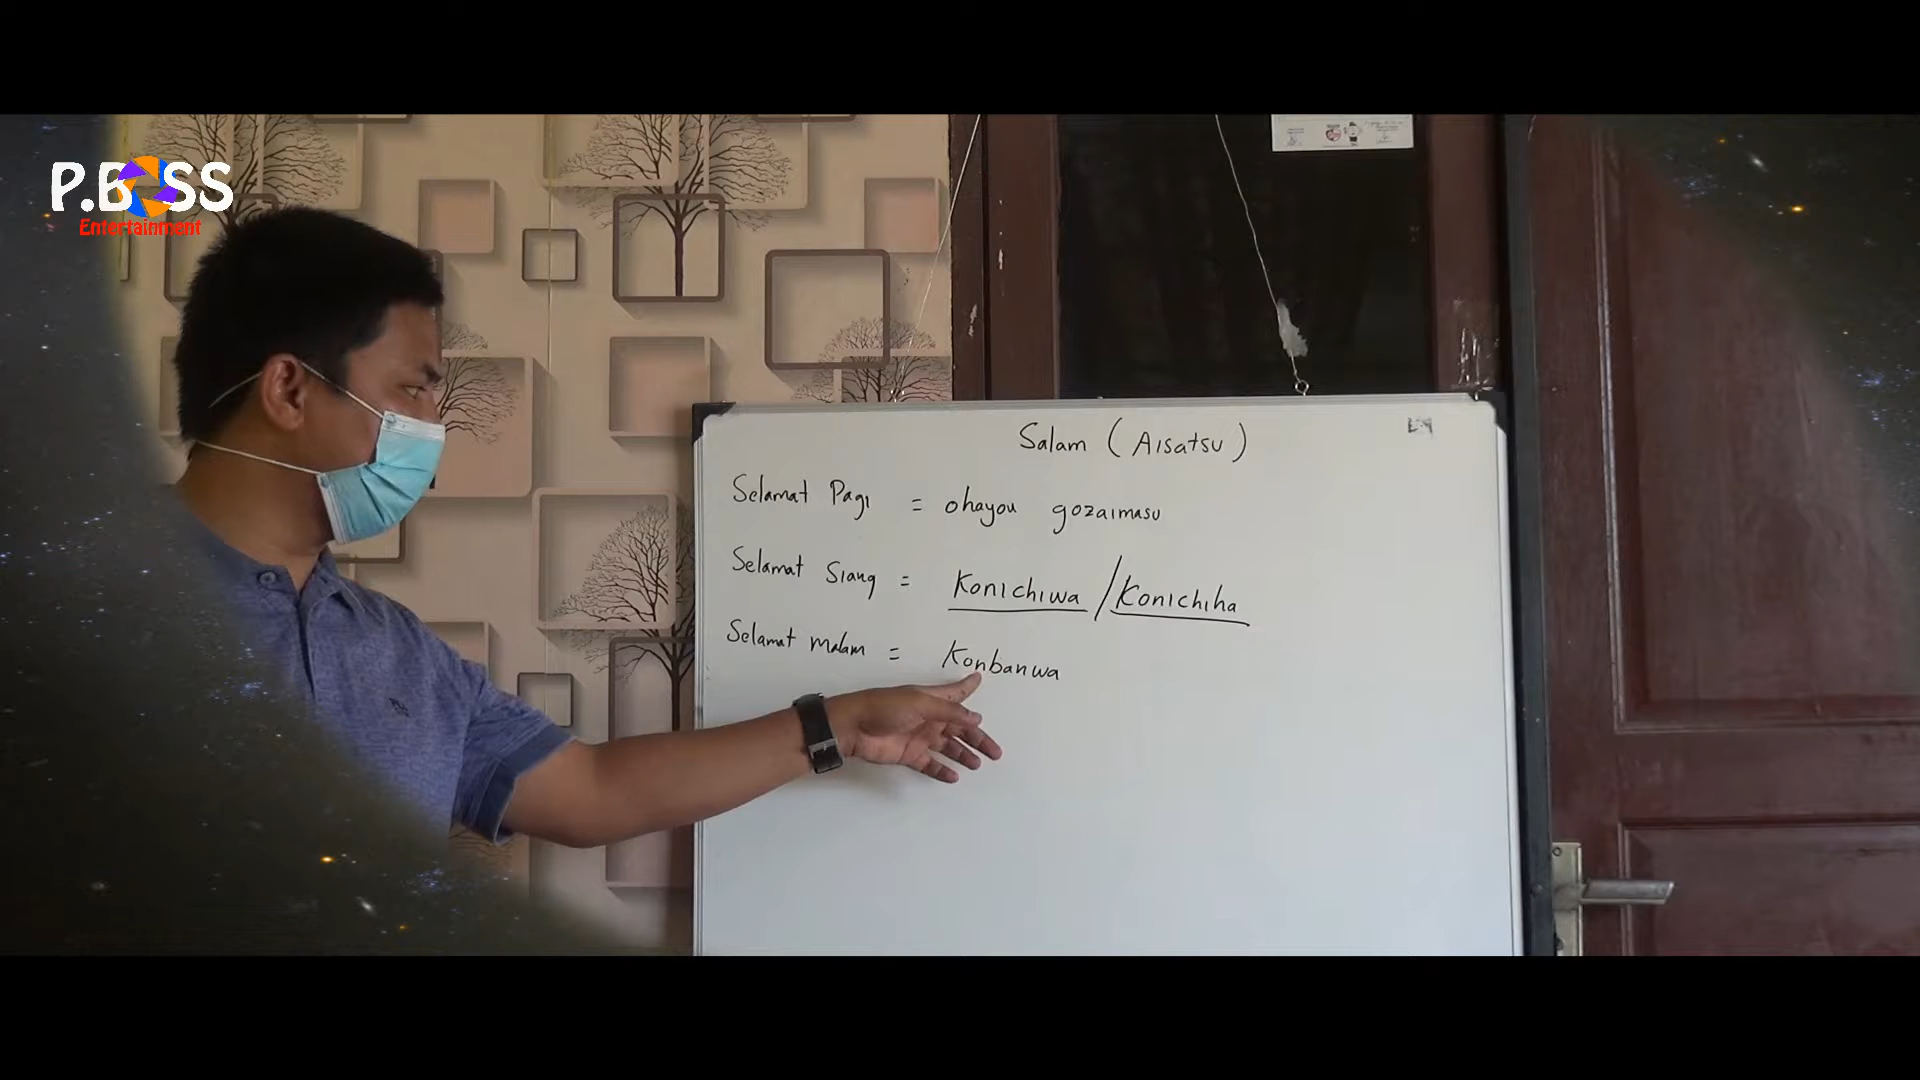 P.BOSS
Entertainment
Salam (Aisatsu)
Selamat Pagi = ohayou gozaimasu
Selamat Siang = Konichiwa / Konichiha
Selamat malam = Konbanwa